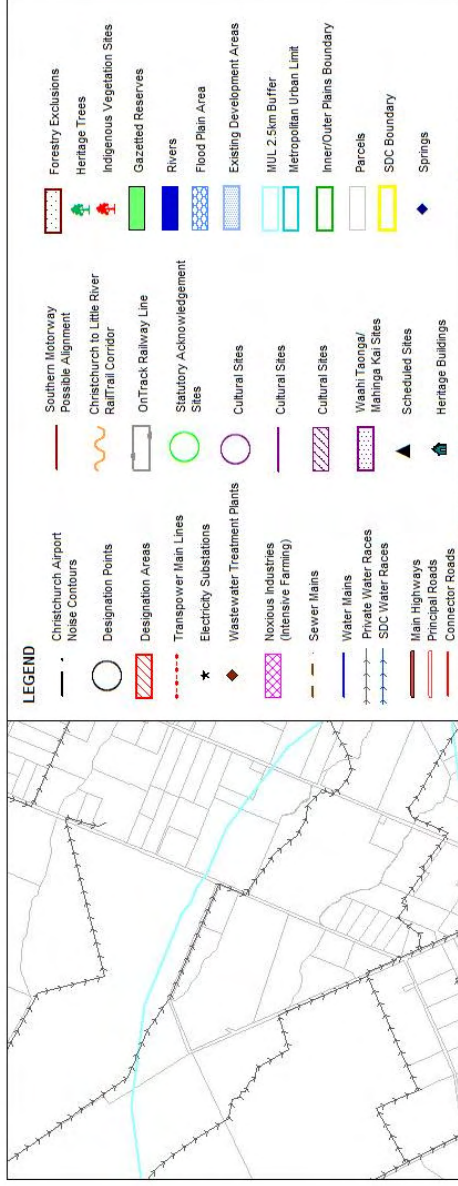 LEGEND
Christchurch Airport
Noise Contours
Designation Points
Designation Areas
Transpower Main Lines
Electricity Substations
Wastewater Treatment Plants
Noxious Industries
(Intensive Farming)
Sewer Mains
Water Mains
Private Water Races
SDC Water Races
Main Highways
Principal Roads
Connector Roads
Southern Motorway
Possible Alignment
Christchurch to Little River
RailTrail Corridor
OnTrack Railway Line
Statutory Acknowledgement
Sites
Cultural Sites
Cultural Sites
Cultural Sites
Waahi Taonga/
Mahinga Kai Sites
Scheduled Sites
Heritage Buildings
Forestry Exclusions
Heritage Trees
Indigenous Vegetation Sites
Gazetted Reserves
Rivers
Flood Plain Area
Existing Development Areas
MUL 2.5km Buffer
Metropolitan Urban Limit
Inner/Outer Plains Boundary
Parcels
SDC Boundary
Springs